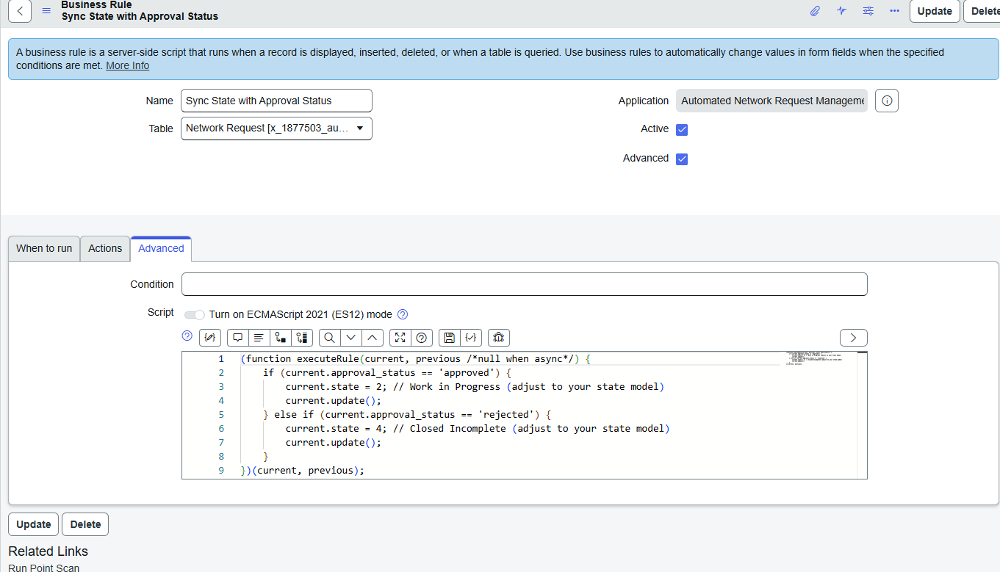 Business Rule
Sync State with Approval Status
Update
Delete
A business rule is a server-side script that runs when a record is displayed, inserted, deleted, or when a table is queried. Use business rules to automatically change values in form fields when the specified
conditions are met. More Info
Name
Sync State with Approval Status
Application
Automated Network Request Manageme
Table
Network Request [x_1877503_au...
Active
Advanced
When to run
Actions
Advanced
Condition
Script
Turn on ECMAScript 2021 (ES12) mode
1 (function executeRule(current, previous /*null when async*/) {
2 if (current.approval_status == 'approved') {
3 current.state = 2; // Work in Progress (adjust to your state model)
4 current.update();
5 } else if (current.approval_status == 'rejected') {
6 current.state = 4; // Closed Incomplete (adjust to your state model)
7 current.update();
8 }
9 })(current, previous);
Update
Delete
Related Links
Run Point Scan